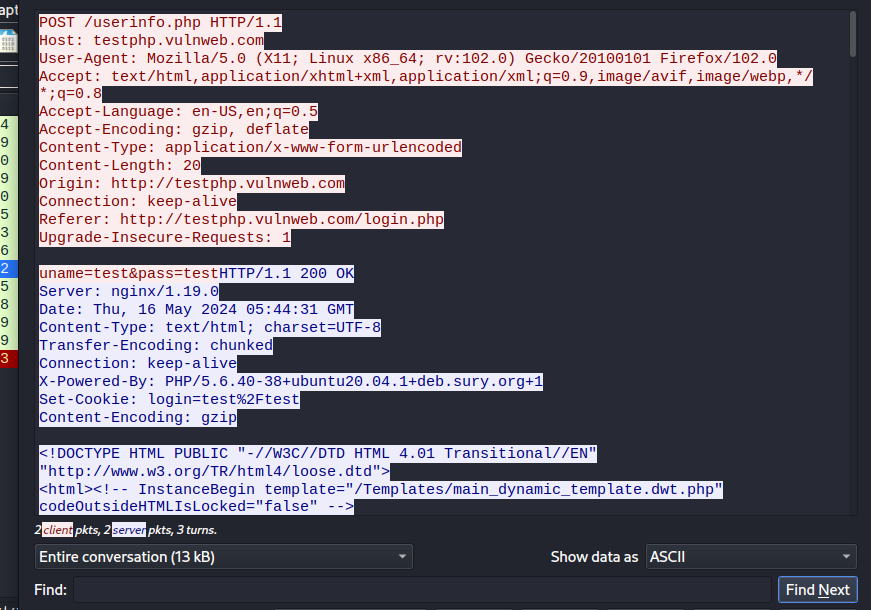 apt
POST /userinfo.php HTTP/1.1
Host: testphp.vulnweb.com
User-Agent: Mozilla/5.0 (X11; Linux x86_64; rv:102.0) Gecko/20100101 Firefox/102.0
Accept: text/html,application/xhtml+xml,application/xml;q=0.9,image/avif,image/webp,*/
*;q=0.8
Accept-Language: en-US,en;q=0.5
Accept-Encoding: gzip, deflate
Content-Type: application/x-www-form-urlencoded
Content-Length: 20
Origin: http://testphp.vulnweb.com
Connection: keep-alive
Referer: http://testphp.vulnweb.com/login.php
Upgrade-Insecure-Requests: 1
uname=test&pass=testHTTP/1.1 200 OK
Server: nginx/1.19.0
Date: Thu, 16 May 2024 05:44:31 GMT
Content-Type: text/html; charset=UTF-8
Transfer-Encoding: chunked
Connection: keep-alive
X-Powered-By: PHP/5.6.40-38+ubuntu20.04.1+deb.sury.org+1
Set-Cookie: login=test%2Ftest
Content-Encoding: gzip
<!DOCTYPE HTML PUBLIC "-//W3C//DTD HTML 4.01 Transitional//EN"
"http://www.w3.org/TR/html4/loose.dtd">
<html><!-- InstanceBegin template="/Templates/main_dynamic_template.dwt.php"
codeOutsideHTMLIsLocked="false" -->
4
9
0
9
0
5
3
6
2
5
8
9
9
3
2 client pkts, 2 server pkts, 3 turns.
Entire conversation (13 kB)
Show data as ASCII
Find:
Find Next